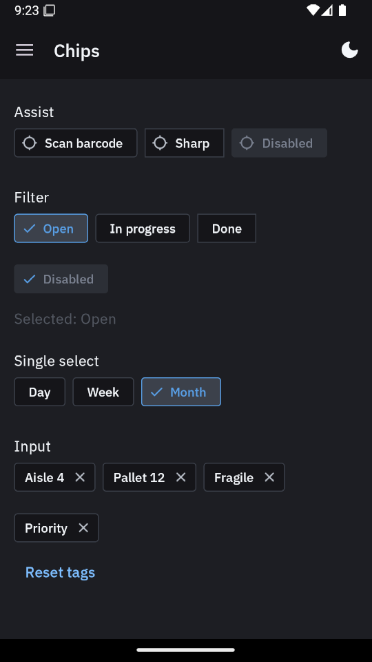 9:23
Chips
Assist
Scan barcode Sharp Disabled
Filter
Open In progress Done
Disabled
Selected: Open
Single select
Day Week Month
Input
Aisle 4 Pallet 12 Fragile
Priority
Reset tags